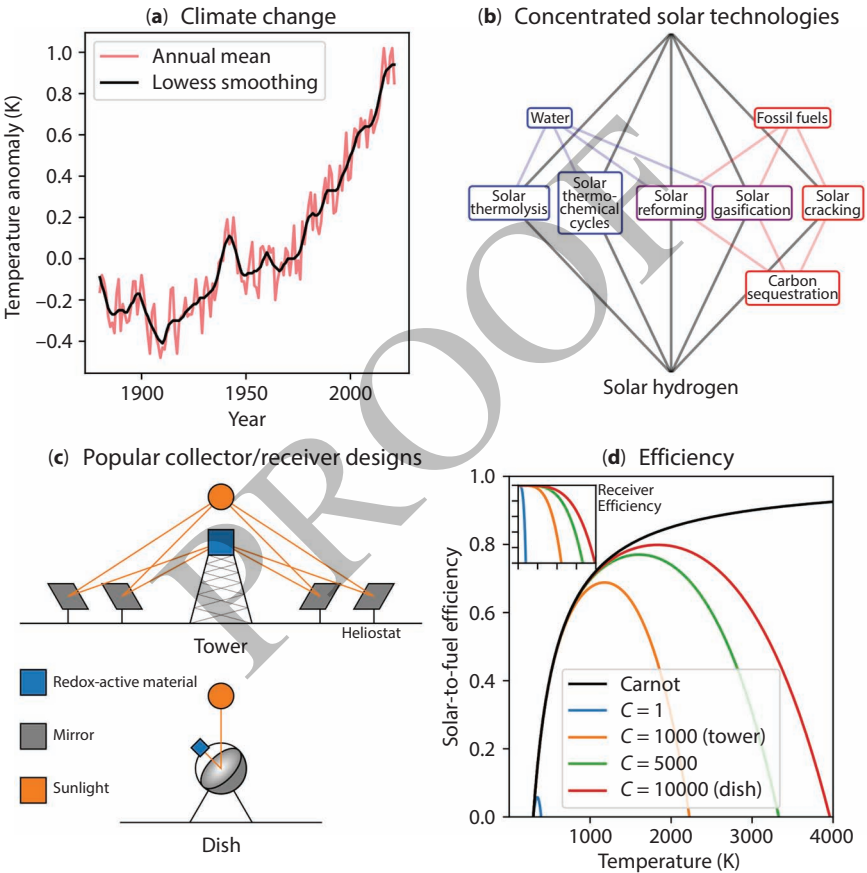 (a) Climate change
1.0
0.8
0.6
0.4
0.2
0.0
−0.2
−0.4
Temperature anomaly (K)
Annual mean
Lowess smoothing
1900
1950
2000
Year
(b) Concentrated solar technologies
Water
Fossil fuels
Solar
thermolysis
Solar
thermo-
chemical
cycles
Solar
reforming
Solar
gasification
Solar
cracking
Carbon
sequestration
Solar hydrogen
PROOF
(c) Popular collector/receiver designs
Tower
Heliostat
Redox-active material
Mirror
Sunlight
Dish
(d) Efficiency
1.0
0.8
0.6
0.4
0.2
0.0
Solar-to-fuel efficiency
Receiver
Efficiency
Carnot
C = 1
C = 1000 (tower)
C = 5000
C = 10000 (dish)
1000
2000
3000
4000
Temperature (K)